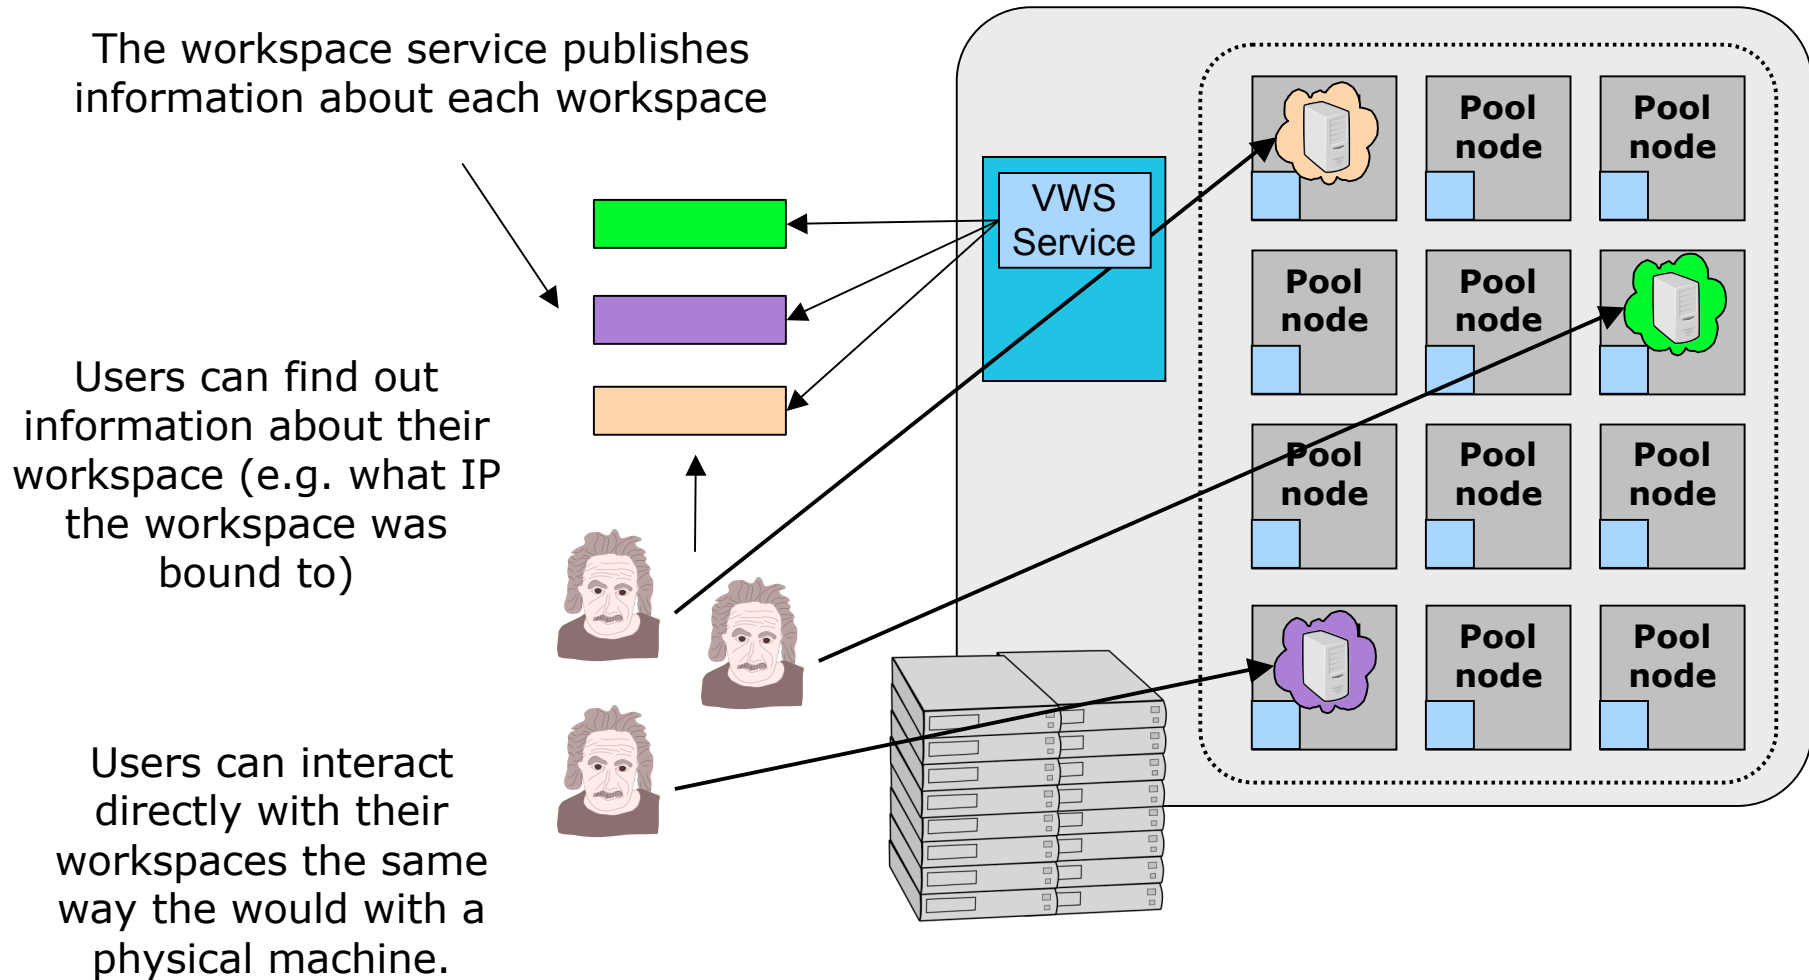 The workspace service publishes
information about each workspace
Users can find out
information about their
workspace (e.g. what IP
the workspace was
bound to)
Users can interact
directly with their
workspaces the same
way the would with a
physical machine.
VWS
Service
Pool
node
Pool
node
Pool
node
Pool
node
Pool
node
Pool
node
Pool
node
Pool
node
Pool
node